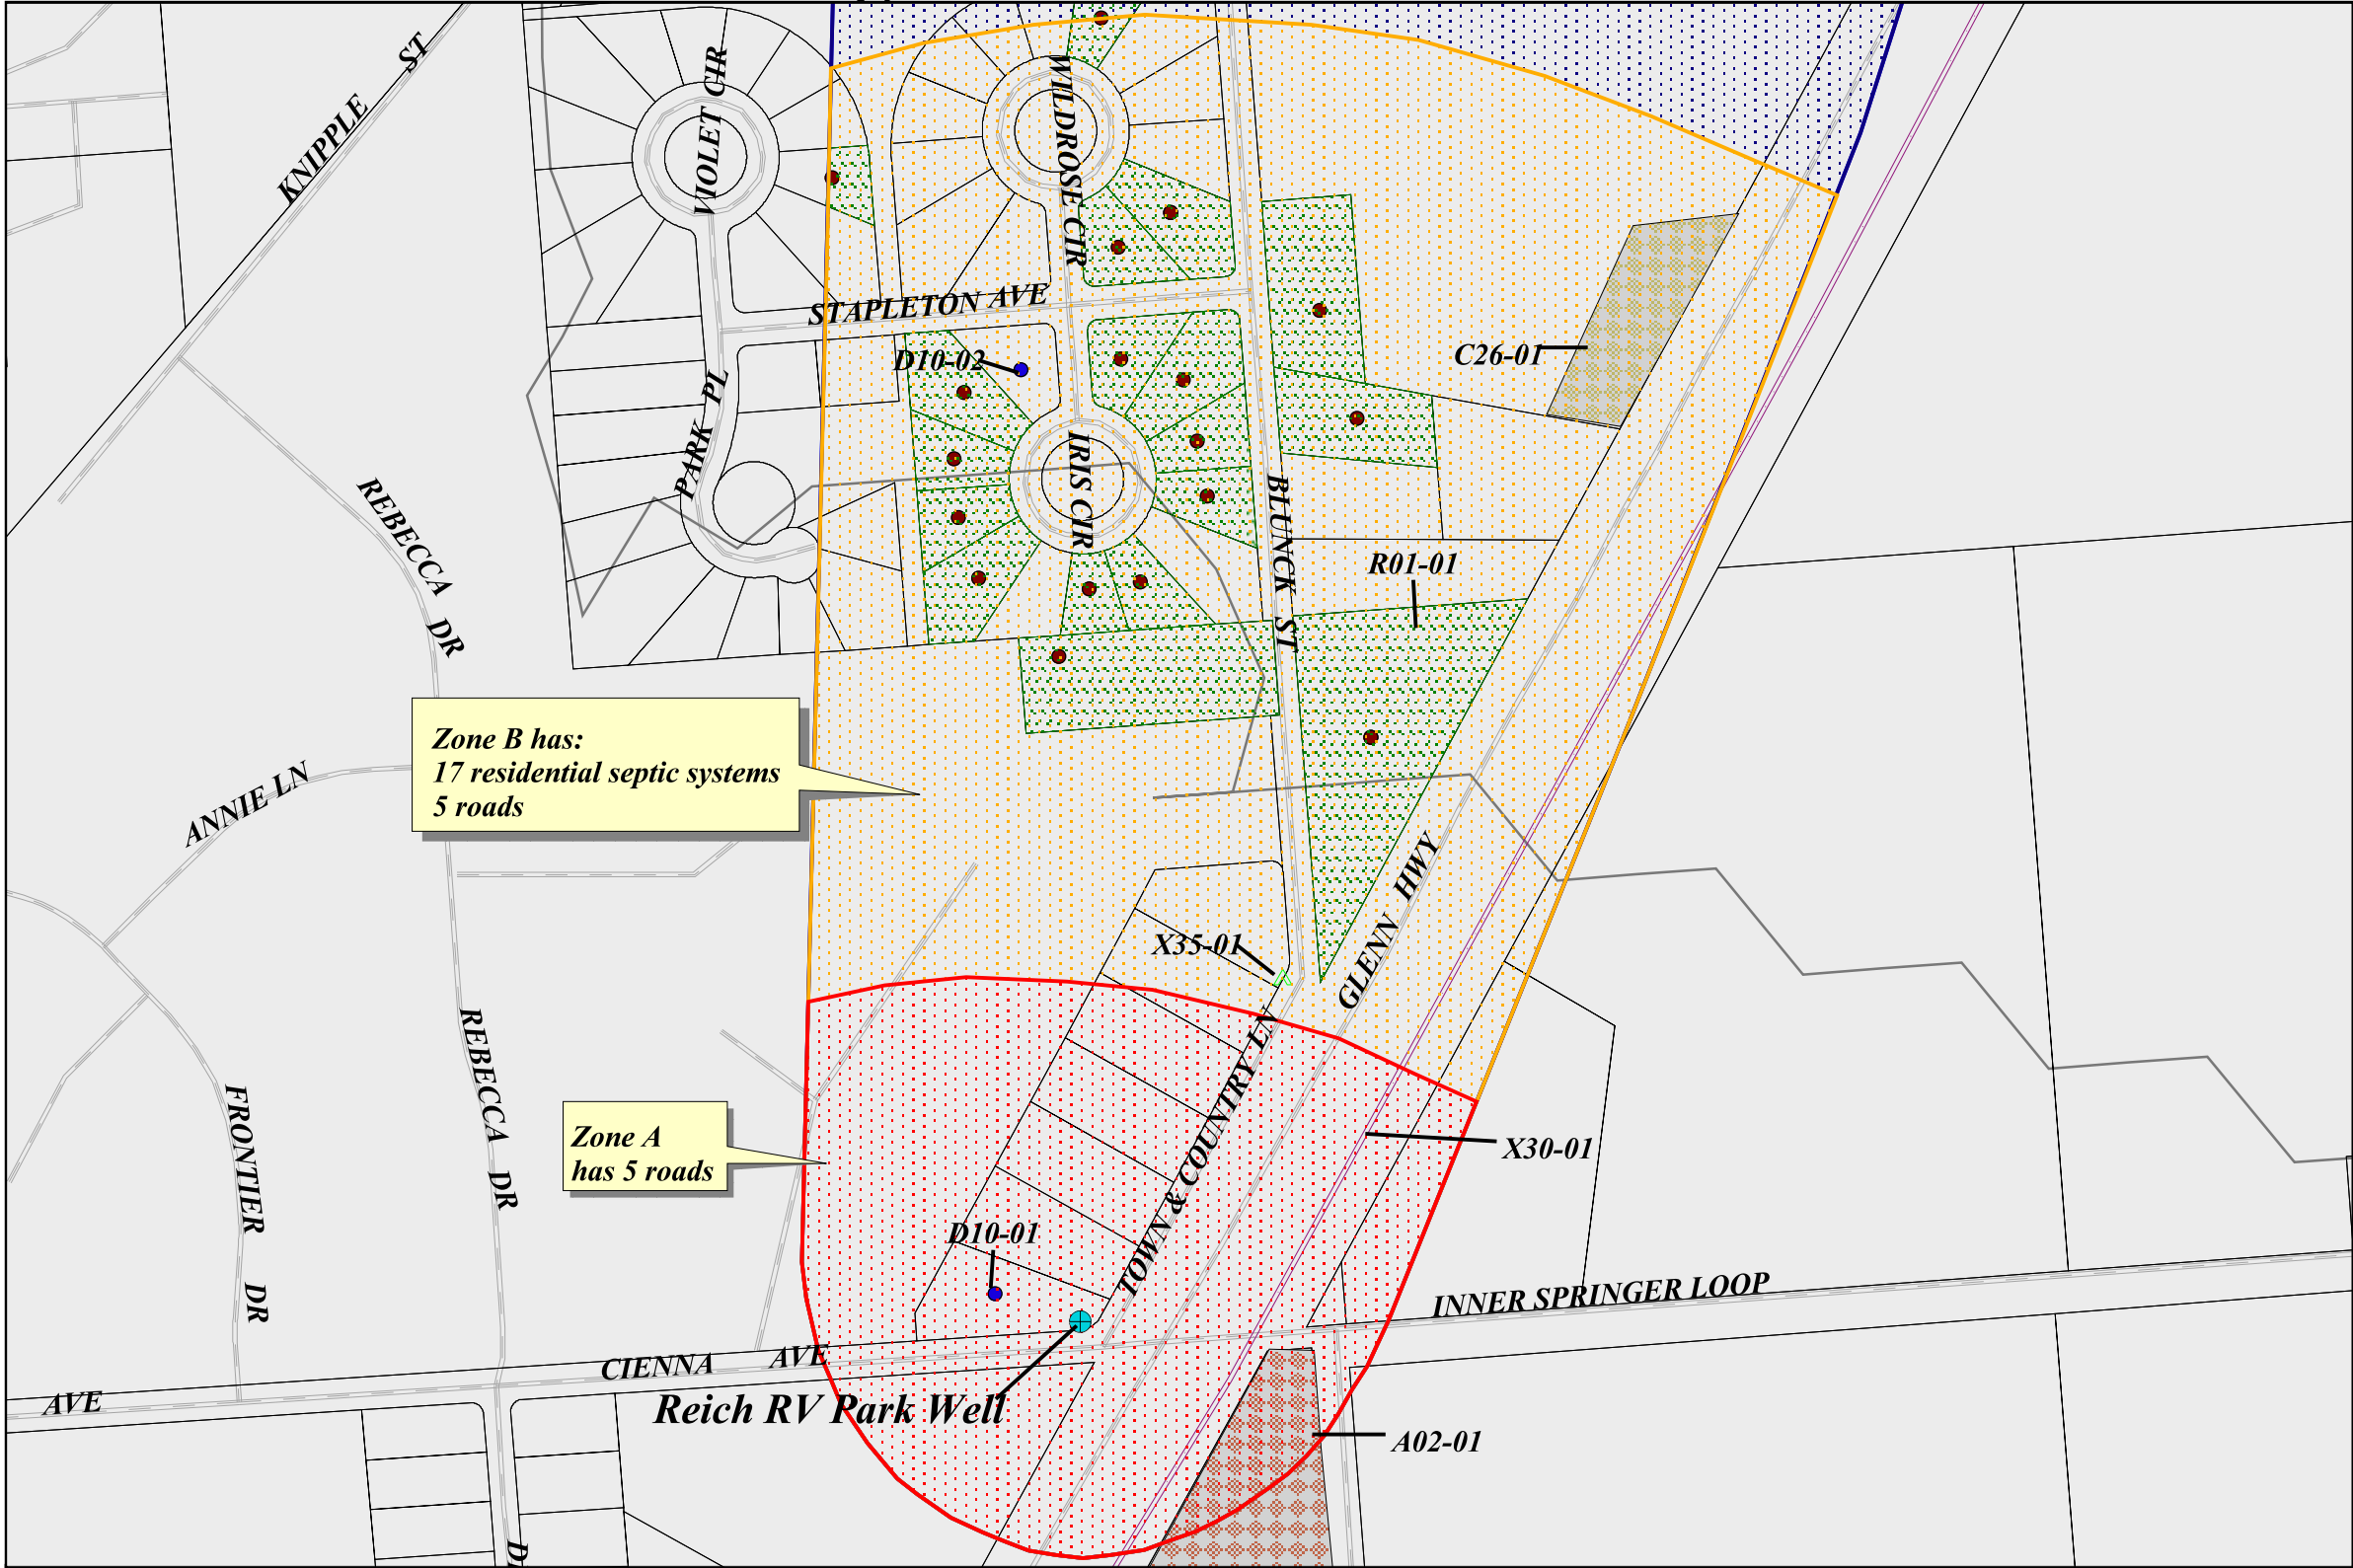 KNIPPLE ST
VIOLET CIR
WILDROSE CIR
STAPLETON AVE
D10-02
C26-01
PARK PL
IRIS CIR
BLUNCK ST
REBECCA DR
R01-01
Zone B has:
17 residential septic systems
5 roads
ANNIE LN
GLENN HWY
X35-01
TOWN & COUNTRY LN
Zone A
has 5 roads
X30-01
FRONTIER DR
REBECCA DR
D10-01
INNER SPRINGER LOOP
CIENNA AVE
AVE
Reich RV Park Well
A02-01